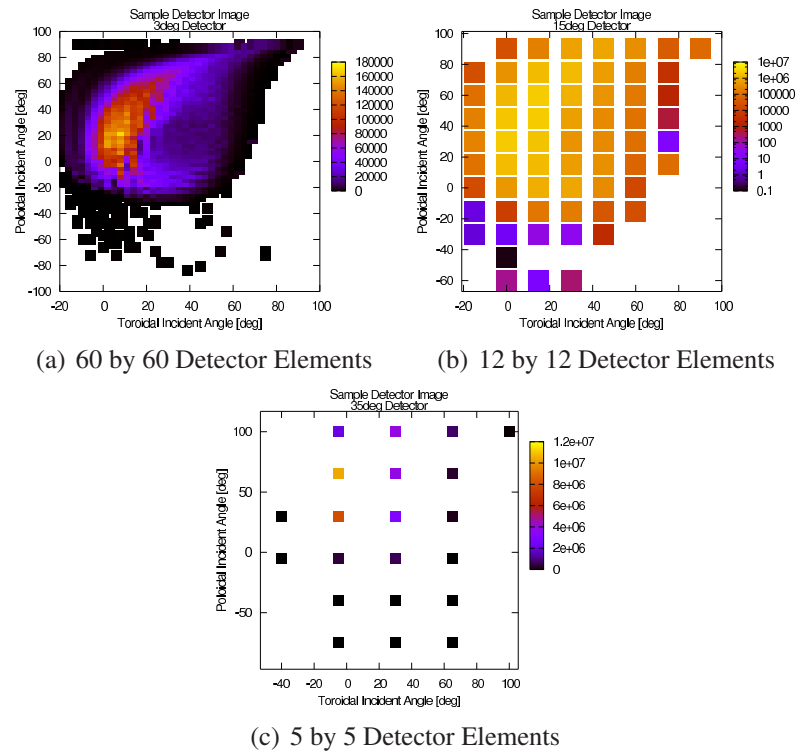 Sample Detector Image
3deg Detector
Poloidal Incident Angle [deg]
100
80
60
40
20
0
-20
-40
-60
-80
-100
-20 0 20 40 60 80 100
Toroidal Incident Angle [deg]
180000
160000
140000
120000
100000
80000
60000
40000
20000
0
(a) 60 by 60 Detector Elements
Sample Detector Image
15deg Detector
Poloidal Incident Angle [deg]
100
80
60
40
20
0
-20
-40
-60
-20 0 20 40 60 80 100
Toroidal Incident Angle [deg]
1e+07
1e+06
100000
10000
1000
100
10
1
0.1
(b) 12 by 12 Detector Elements
Sample Detector Image
35deg Detector
Poloidal Incident Angle [deg]
100
50
0
-50
-40 -20 0 20 40 60 80 100
Toroidal Incident Angle [deg]
1.2e+07
1e+07
8e+06
6e+06
4e+06
2e+06
0
(c) 5 by 5 Detector Elements